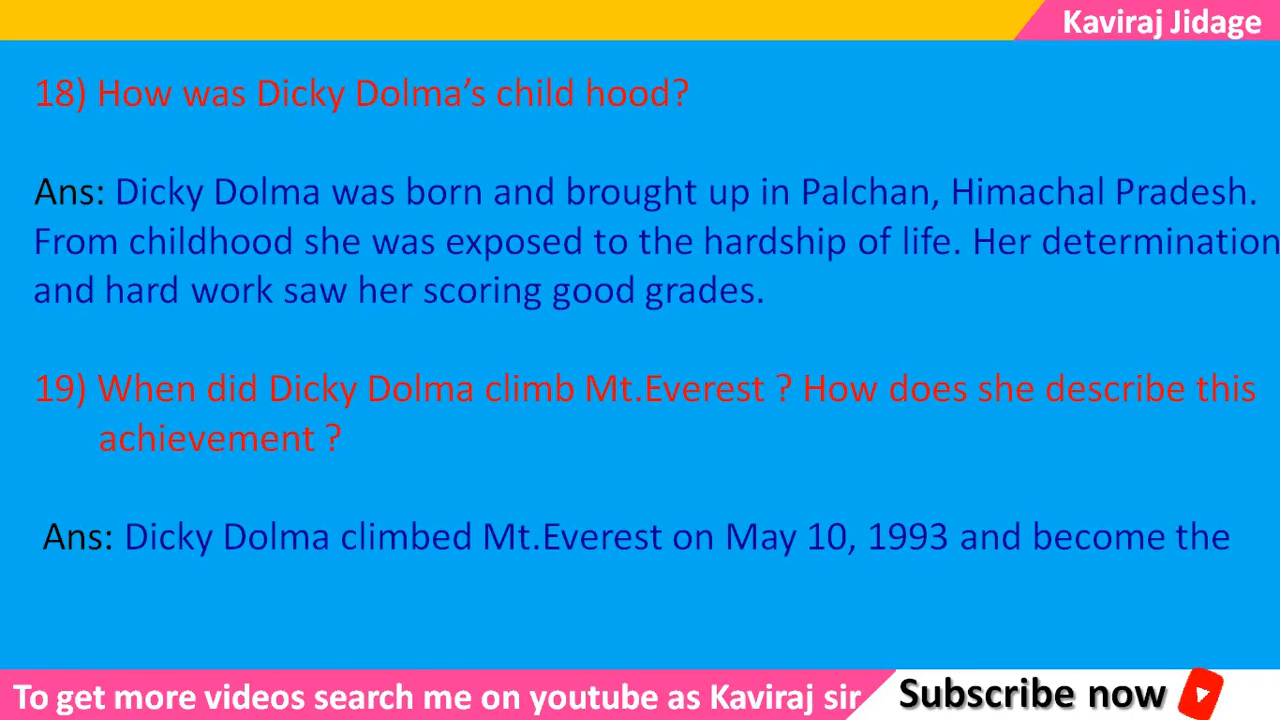 Kaviraj Jidage
18) How was Dicky Dolma’s child hood?
Ans: Dicky Dolma was born and brought up in Palchan, Himachal Pradesh.
From childhood she was exposed to the hardship of life. Her determination
and hard work saw her scoring good grades.
19) When did Dicky Dolma climb Mt.Everest ? How does she describe this
achievement ?
Ans: Dicky Dolma climbed Mt.Everest on May 10, 1993 and become the
To get more videos search me on youtube as Kaviraj sir
Subscribe now